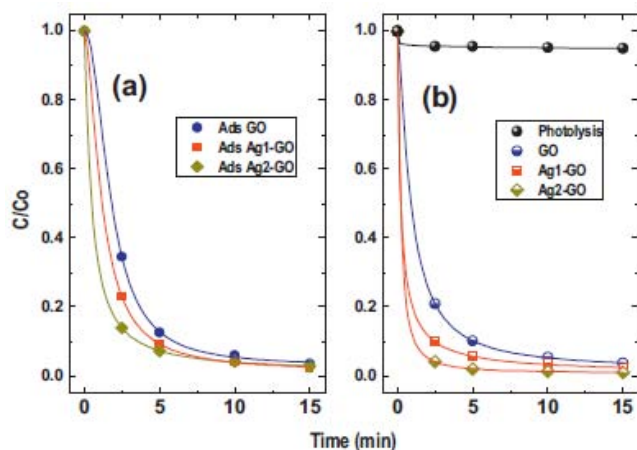 (a)
(b)
Ads GO
Ads Ag1-GO
Ads Ag2-GO
Photolysis
GO
Ag1-GO
Ag2-GO
C/Co
1.0
0.8
0.6
0.4
0.2
0.0
0 5 10 15
0 5 10 15
Time (min)